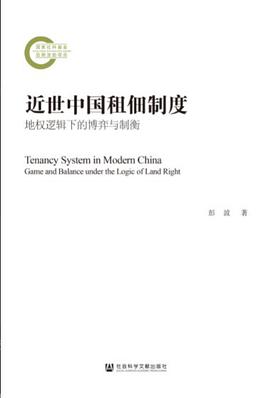 国家社科基金
后期资助项目
近世中国租佃制度
地权逻辑下的博弈与制衡
Tenancy System in Modern China
Game and Balance under the Logic of Land Right
彭波 著
社会科学文献出版社